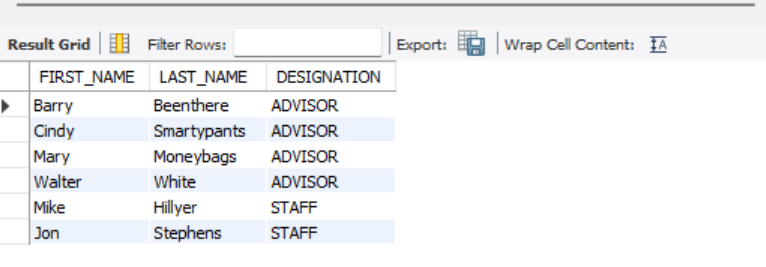 Result Grid Filter Rows: Export: Wrap Cell Content: IA
FIRST_NAME LAST_NAME DESIGNATION
Barry Beenthere ADVISOR
Cindy Smartypants ADVISOR
Mary Moneybags ADVISOR
Walter White ADVISOR
Mike Hillyer STAFF
Jon Stephens STAFF